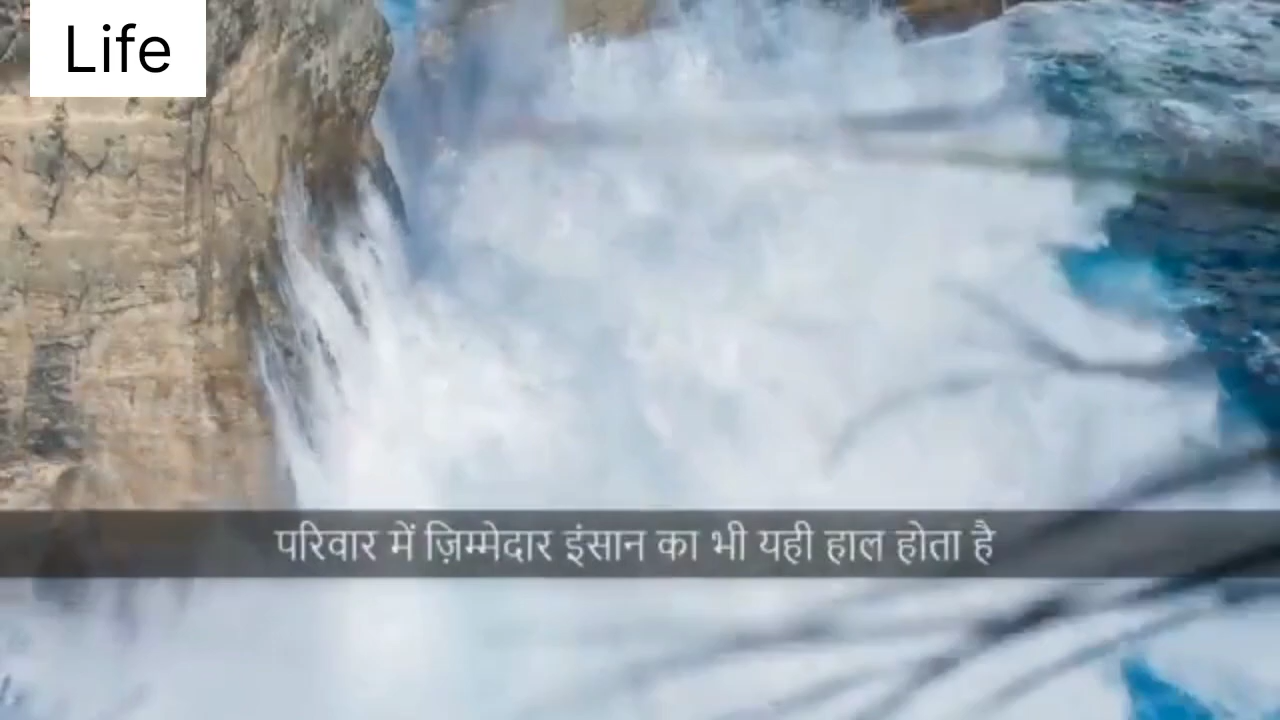 Life
परिवार में ज़िम्मेदार इंसान का भी यही हाल होता है